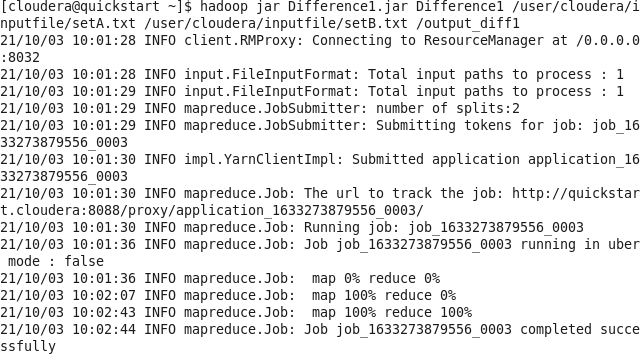 [cloudera@quickstart ~]$ hadoop jar Difference1.jar Difference1 /user/cloudera/i
nputfile/setA.txt /user/cloudera/inputfile/setB.txt /output_diff1
21/10/03 10:01:28 INFO client.RMProxy: Connecting to ResourceManager at /0.0.0.0
:8032
21/10/03 10:01:28 INFO input.FileInputFormat: Total input paths to process : 1
21/10/03 10:01:29 INFO input.FileInputFormat: Total input paths to process : 1
21/10/03 10:01:29 INFO mapreduce.JobSubmitter: number of splits:2
21/10/03 10:01:29 INFO mapreduce.JobSubmitter: Submitting tokens for job: job_16
33273879556_0003
21/10/03 10:01:30 INFO impl.YarnClientImpl: Submitted application application_16
33273879556_0003
21/10/03 10:01:30 INFO mapreduce.Job: The url to track the job: http://quickstar
t.cloudera:8088/proxy/application_1633273879556_0003/
21/10/03 10:01:30 INFO mapreduce.Job: Running job: job_1633273879556_0003
21/10/03 10:01:36 INFO mapreduce.Job: Job job_1633273879556_0003 running in uber
 mode : false
21/10/03 10:01:36 INFO mapreduce.Job:  map 0% reduce 0%
21/10/03 10:02:07 INFO mapreduce.Job:  map 100% reduce 0%
21/10/03 10:02:43 INFO mapreduce.Job:  map 100% reduce 100%
21/10/03 10:02:44 INFO mapreduce.Job: Job job_1633273879556_0003 completed succe
ssfully